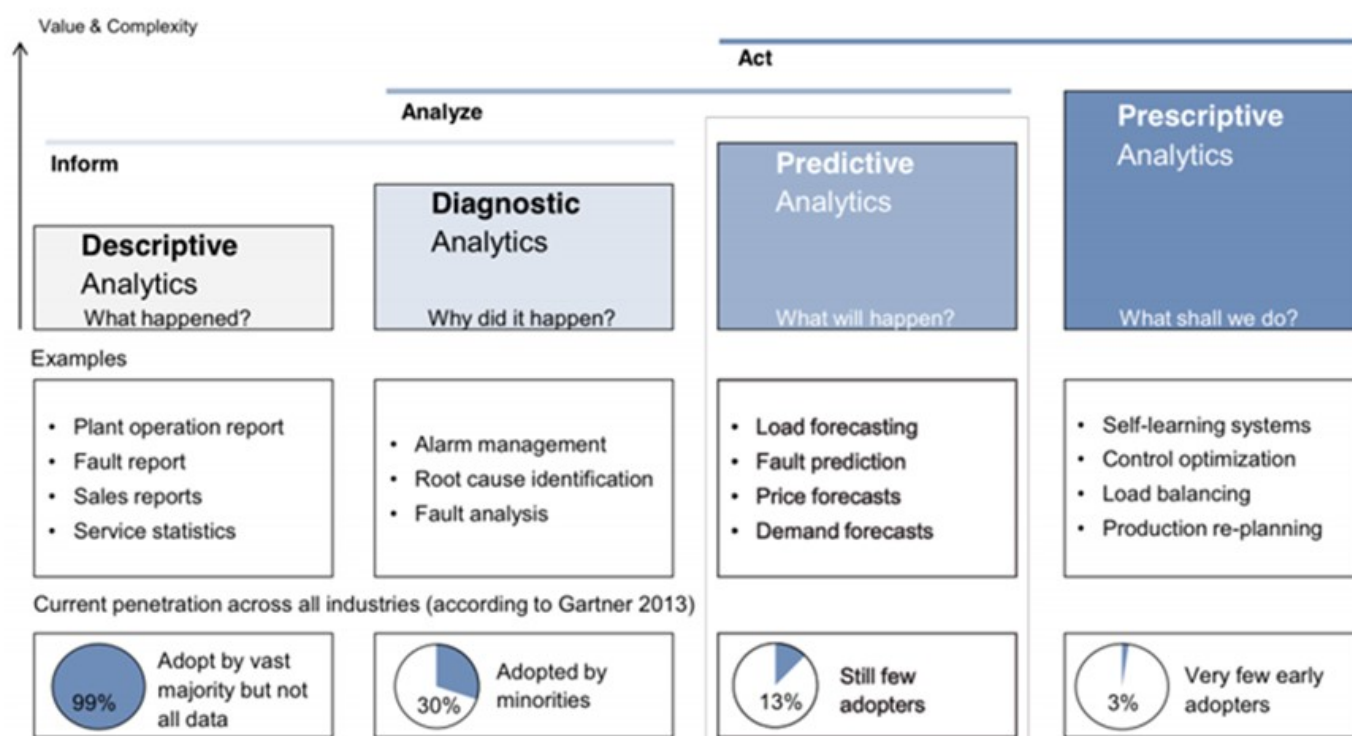 Value & Complexity
Act
Analyze
Inform
Descriptive
Analytics
What happened?
Diagnostic
Analytics
Why did it happen?
Predictive
Analytics
What will happen?
Prescriptive
Analytics
What shall we do?
Examples
• Plant operation report
• Fault report
• Sales reports
• Service statistics
• Alarm management
• Root cause identification
• Fault analysis
• Load forecasting
• Fault prediction
• Price forecasts
• Demand forecasts
• Self-learning systems
• Control optimization
• Load balancing
• Production re-planning
Current penetration across all industries (according to Gartner 2013)
99%
Adopt by vast
majority but not
all data
30%
Adopted by
minorities
13%
Still few
adopters
3%
Very few early
adopters